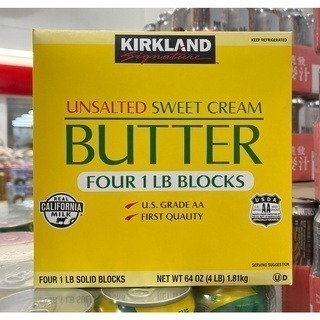 KIRKLAND
Signature
KEEP REFRIGERATED
UNSALTED SWEET CREAM
BUTTER
FOUR 1 LB BLOCKS
U.S. GRADE AA
FIRST QUALITY
REAL
CALIFORNIA
MILK
USDA
AA
GRADE
SERVING SUGGESTION
FOUR 1 LB SOLID BLOCKS
NET WT 64 OZ (4 LB) 1.81kg
U D